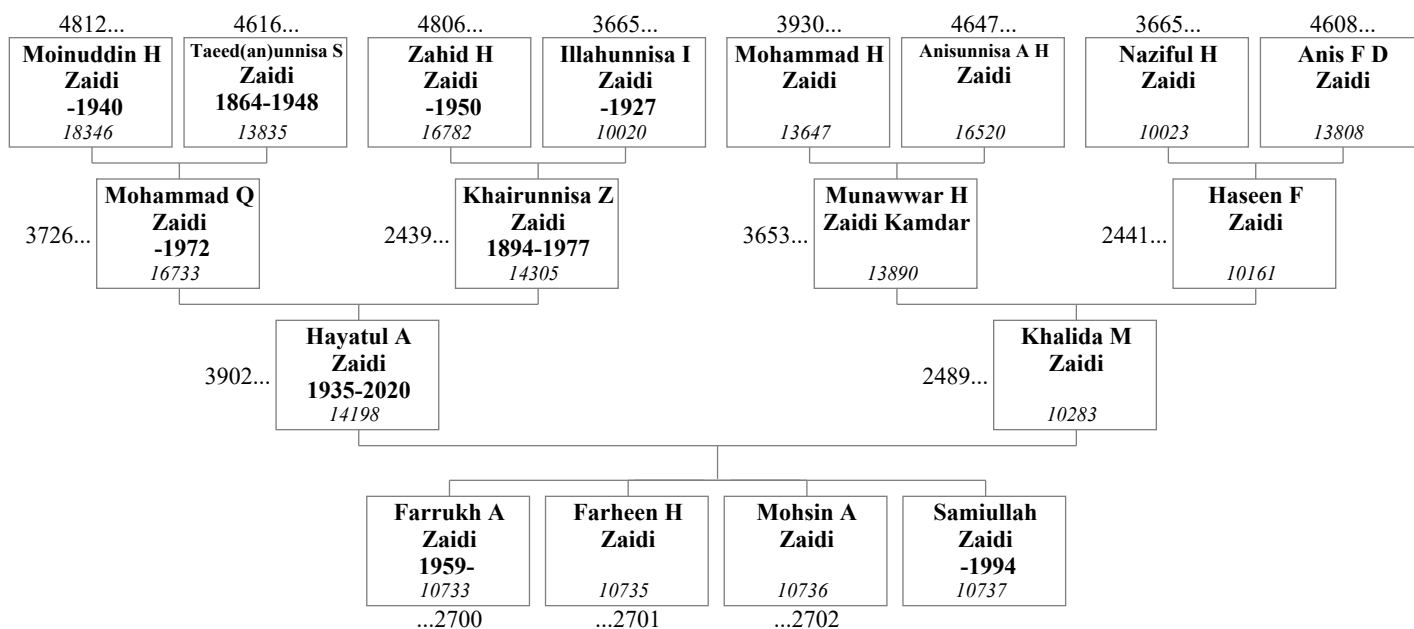 4812...
4616...
4806...
3665...
3930...
4647...
3665...
4608...
Moinuddin H
Zaidi
-1940
18346
Taeed(an)unnisa S
Zaidi
1864-1948
13835
Zahid H
Zaidi
-1950
16782
Illahunnisa I
Zaidi
-1927
10020
Mohammad H
Zaidi
13647
Anisunnisa A H
Zaidi
16520
Naziful H
Zaidi
10023
Anis F D
Zaidi
13808
3726...
Mohammad Q
Zaidi
-1972
16733
2439...
Khairunnisa Z
Zaidi
1894-1977
14305
3653...
Munawwar H
Zaidi Kamdar
13890
2441...
Haseen F
Zaidi
10161
3902...
Hayatul A
Zaidi
1935-2020
14198
2489...
Khalida M
Zaidi
10283
Farrukh A
Zaidi
1959-
10733
...2700
Farheen H
Zaidi
10735
...2701
Mohsin A
Zaidi
10736
...2702
Samiullah
Zaidi
-1994
10737